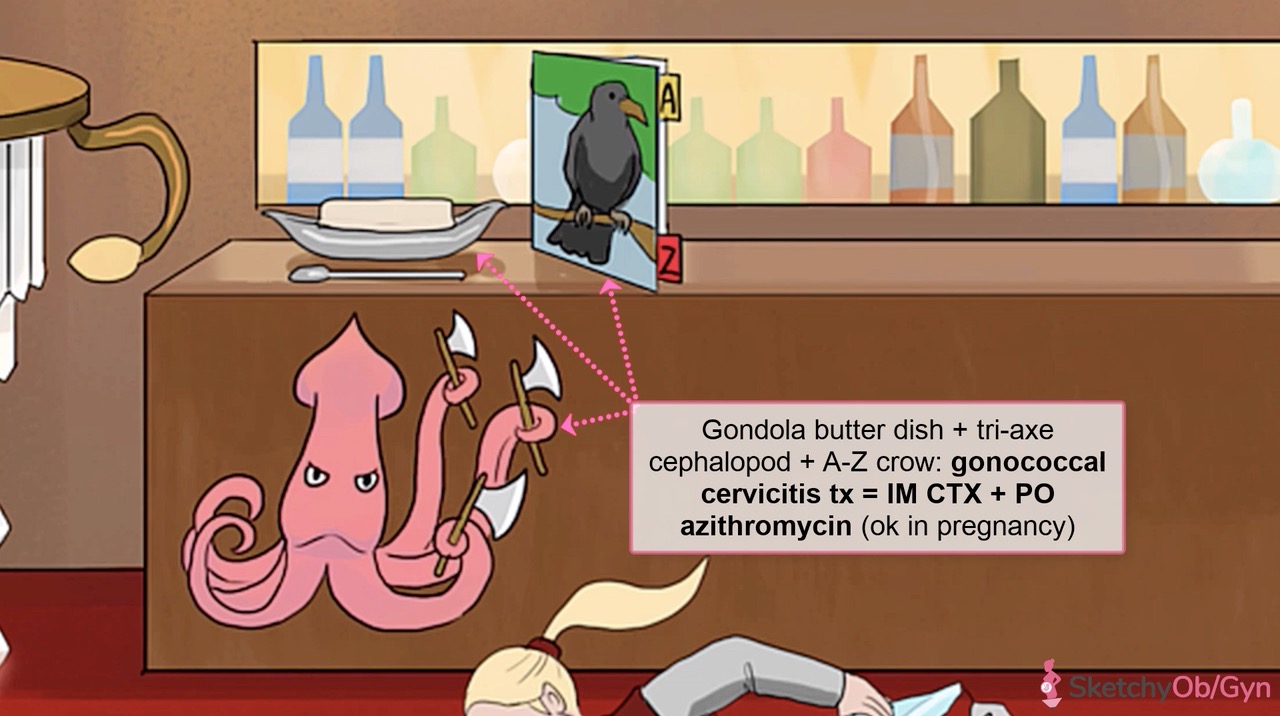 A
Z
Gondola butter dish + tri-axe
cephalopod + A-Z crow: gonococcal
cervicitis tx = IM CTX + PO
azithromycin (ok in pregnancy)
SketchyOb/Gyn